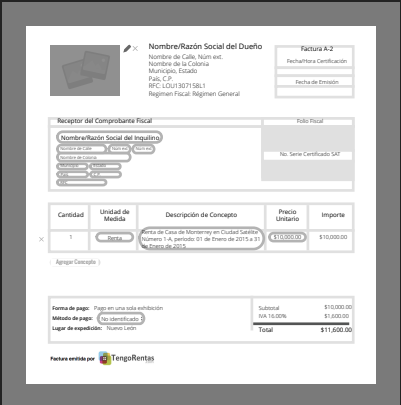 Nombre/Razón Social del Dueño
Nombre de Calle, Núm ext.
Nombre de la Colonia
Municipio, Estado
País, C.P.
RFC: LOU1307158L1
Regimen Fiscal: Régimen General
Factura A-2
Fecha/Hora Certificación
Fecha de Emisión
Receptor del Comprobante Fiscal
Folio Fiscal
Nombre/Razón Social del Inquilino
Nombre de Calle Núm ext Núm ext
Nombre de Colonia
Municipio Estado
País C.P.
RFC
No. Serie Certificado SAT
Cantidad Unidad de Medida Descripción de Concepto Precio Unitario Importe
1 Renta Renta de Casa de Monterrey en Ciudad Satélite
Número 1-A, periodo: 01 de Enero de 2015 a 31
de Enero de 2015 $10,000.00 $10,000.00
Agregar Concepto
Forma de pago: Pago en una sola exhibición
Método de pago: No identificado
Lugar de expedición: Nuevo León
Subtotal $10,000.00
IVA 16.00% $1,600.00
Total $11,600.00
Factura emitida por TengoRentas